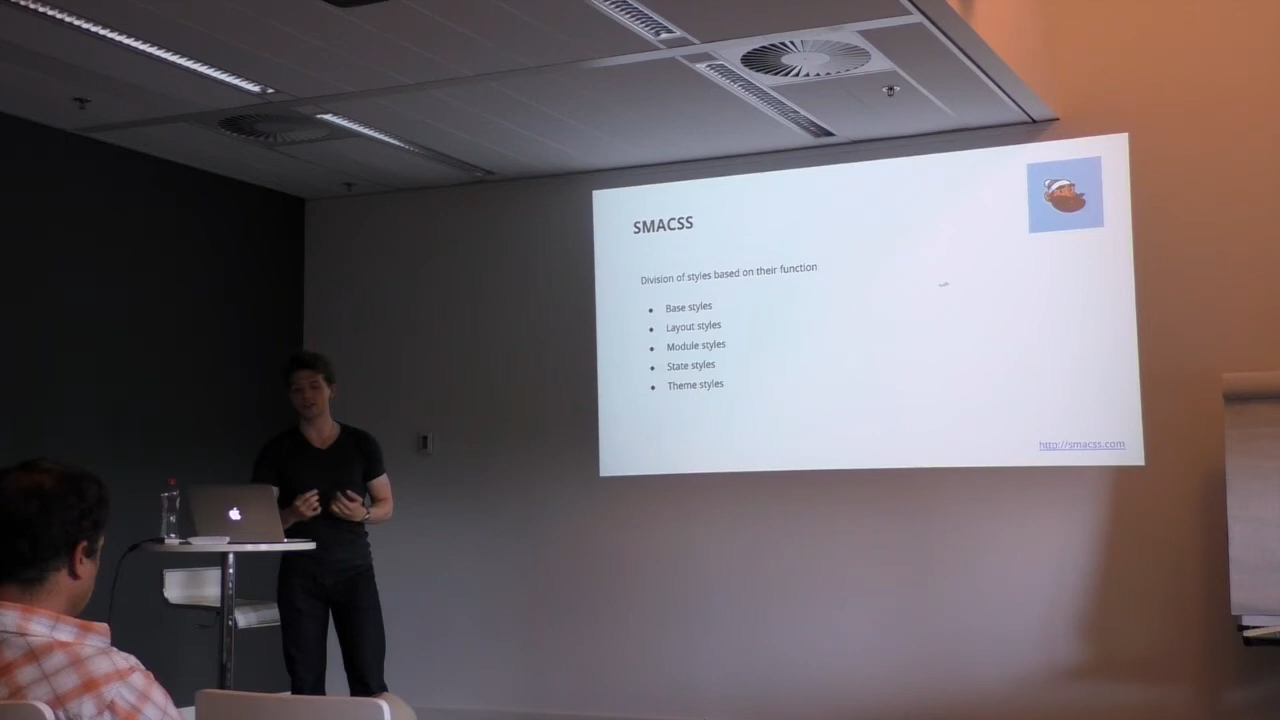 SMACSS
Division of styles based on their function
Base styles
Layout styles
Module styles
State styles
Theme styles
http://smacss.com